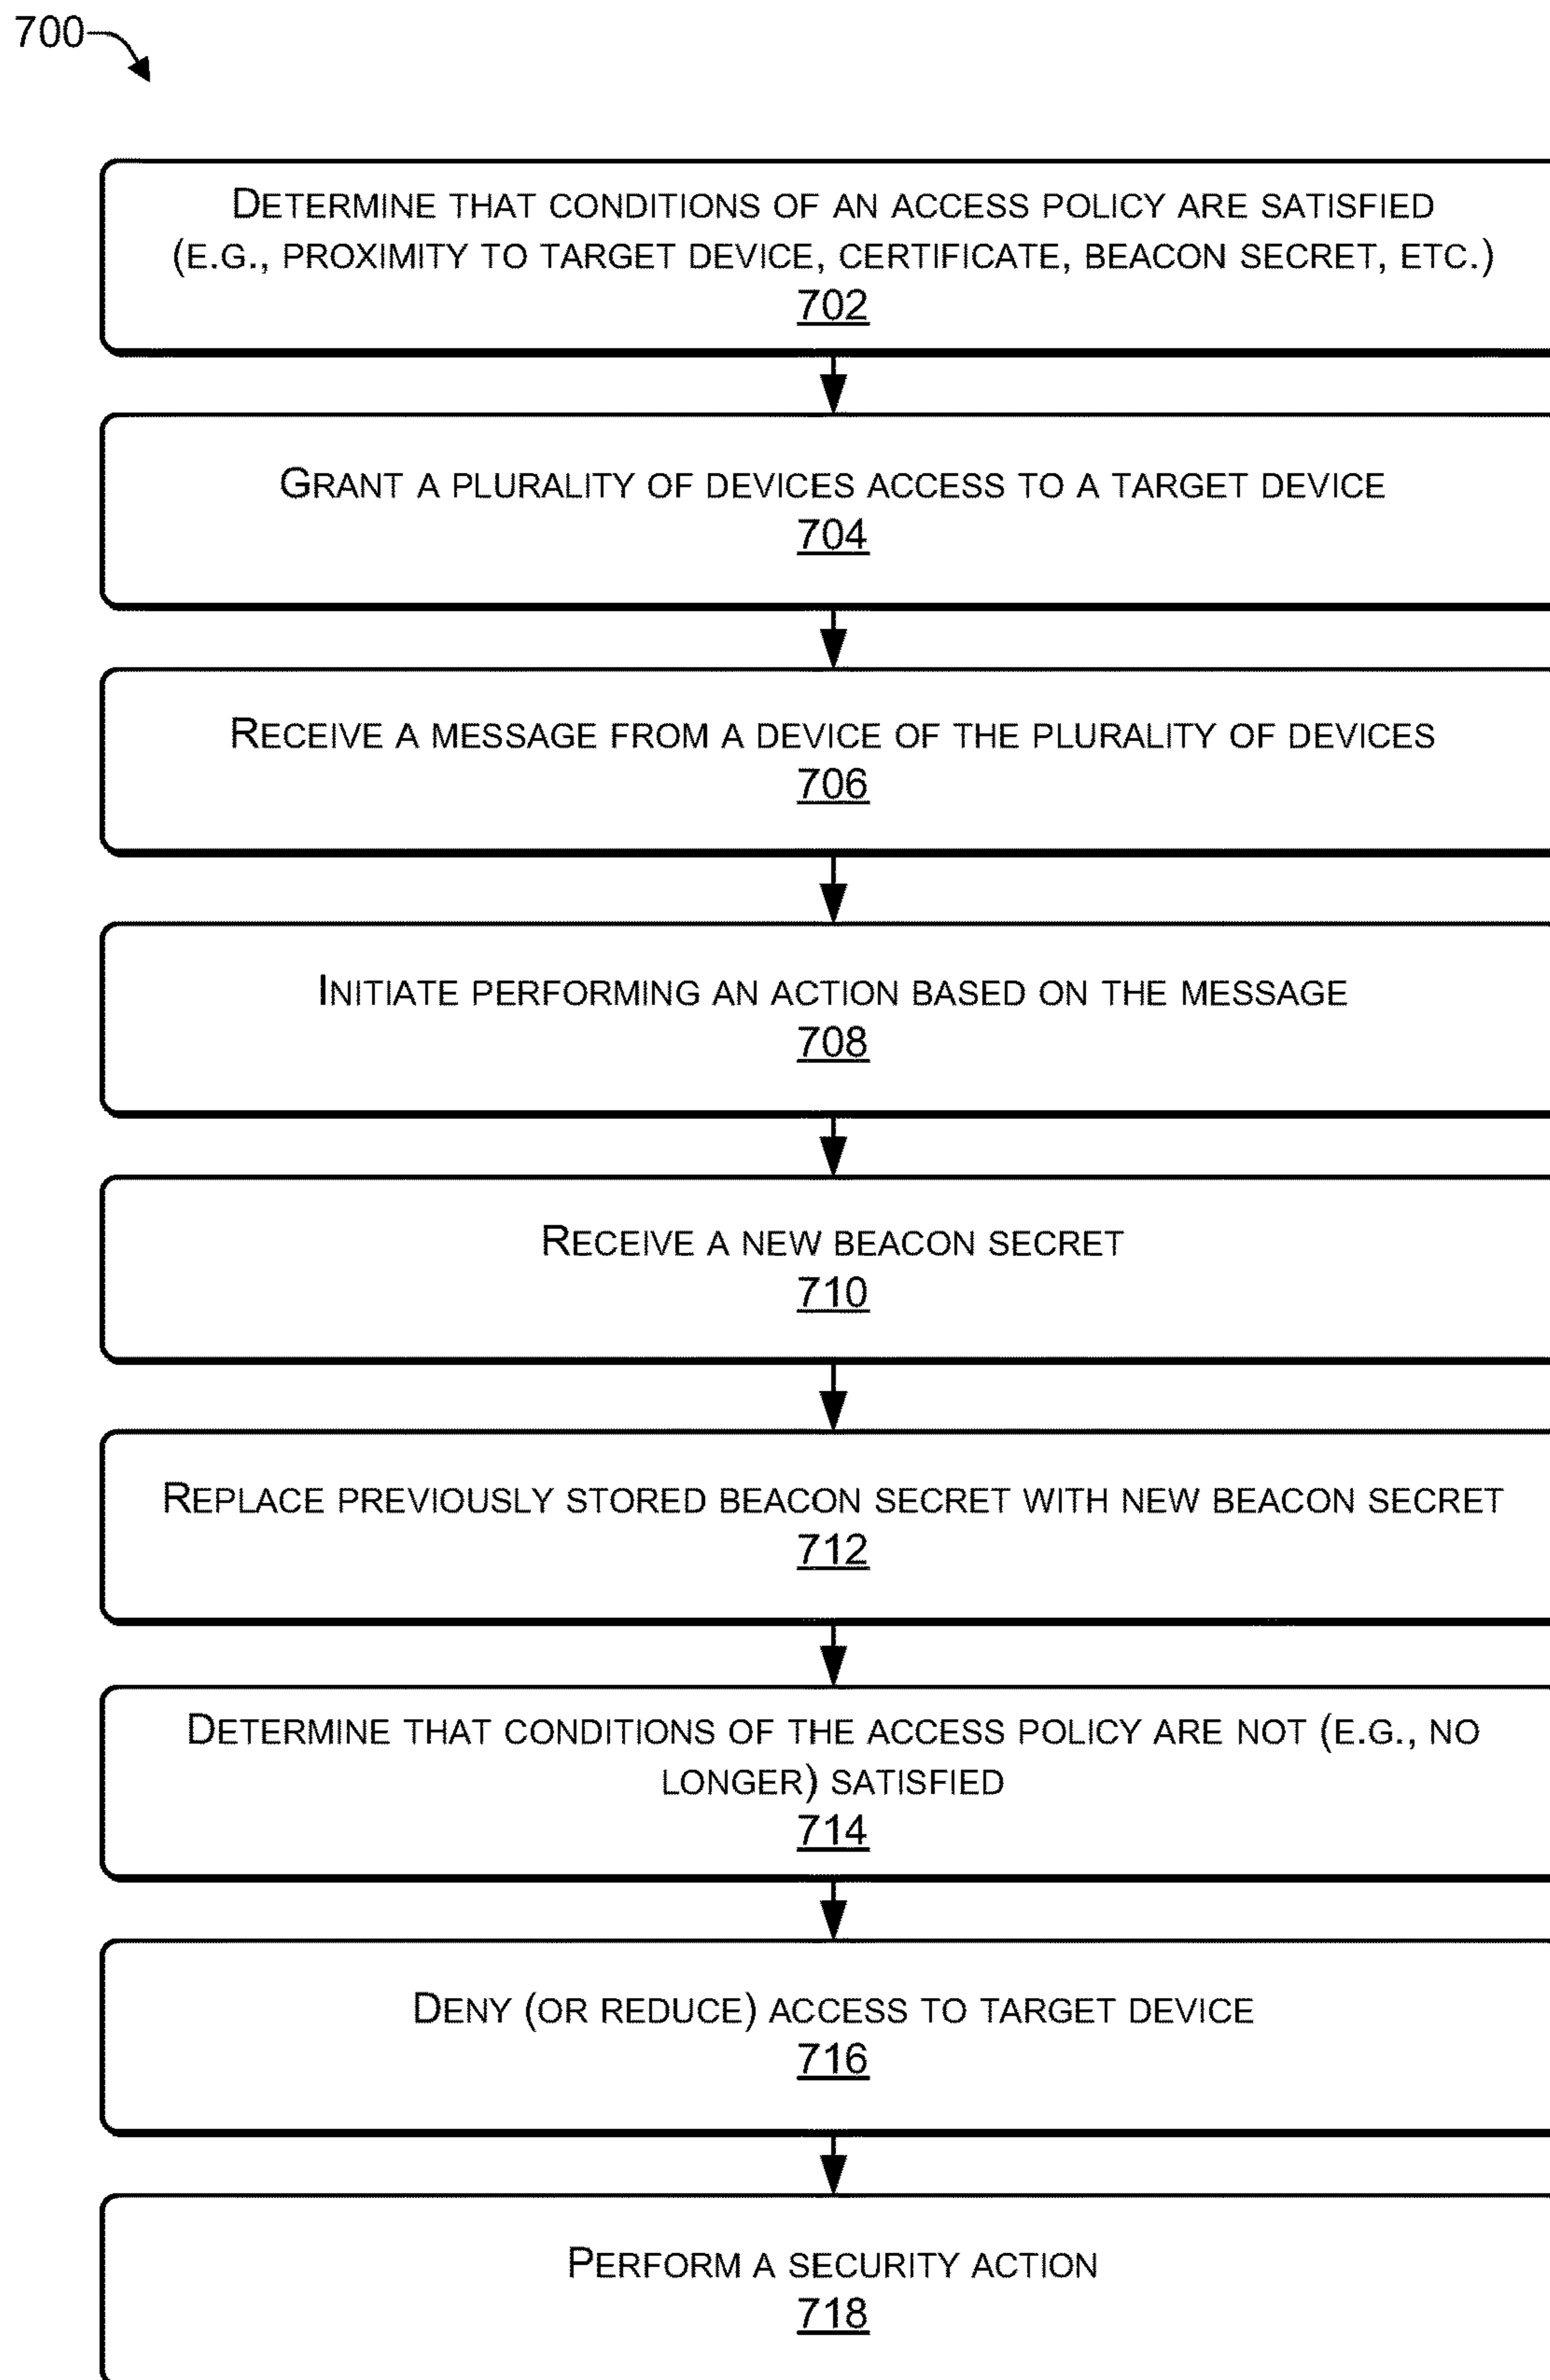 700
DETERMINE THAT CONDITIONS OF AN ACCESS POLICY ARE SATISFIED
(E.G., PROXIMITY TO TARGET DEVICE, CERTIFICATE, BEACON SECRET, ETC.)
702
GRANT A PLURALITY OF DEVICES ACCESS TO A TARGET DEVICE
704
RECEIVE A MESSAGE FROM A DEVICE OF THE PLURALITY OF DEVICES
706
INITIATE PERFORMING AN ACTION BASED ON THE MESSAGE
708
RECEIVE A NEW BEACON SECRET
710
REPLACE PREVIOUSLY STORED BEACON SECRET WITH NEW BEACON SECRET
712
DETERMINE THAT CONDITIONS OF THE ACCESS POLICY ARE NOT (E.G., NO
LONGER) SATISFIED
714
DENY (OR REDUCE) ACCESS TO TARGET DEVICE
716
PERFORM A SECURITY ACTION
718